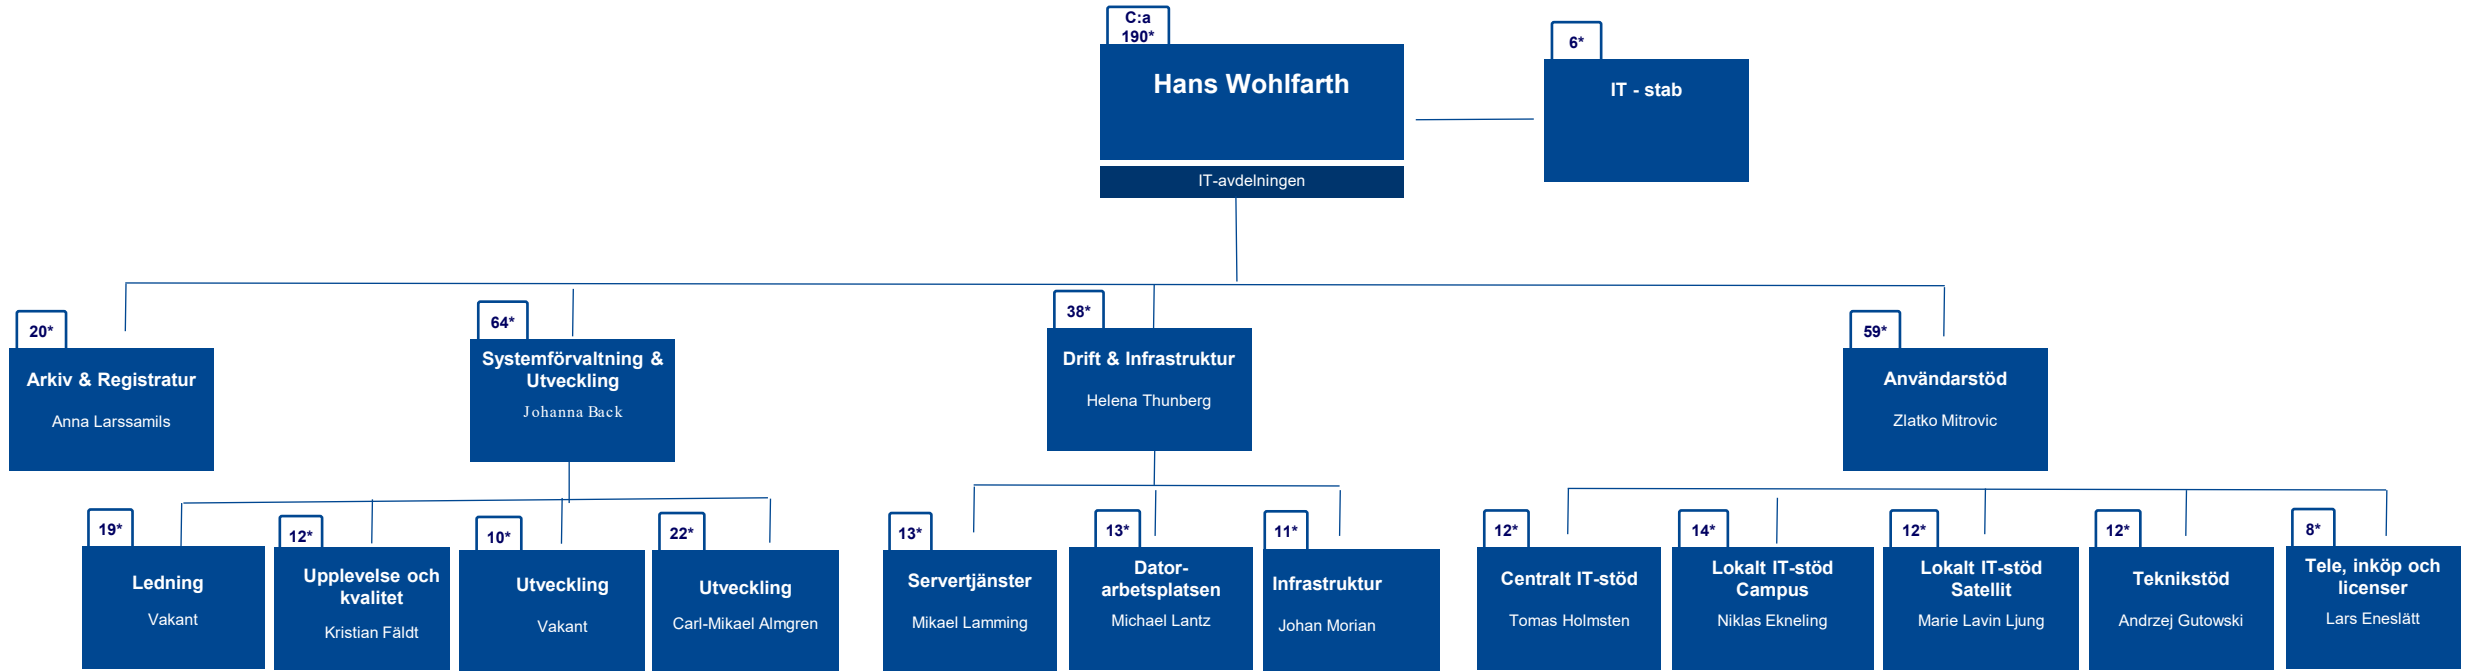 C:a
190*
Hans Wohlfarth
IT-avdelningen
6*
IT - stab
20*
Arkiv & Registratur
Anna Larssamils
64*
Systemförvaltning &
Utveckling
Johanna Back
38*
Drift & Infrastruktur
Helena Thunberg
59*
Användarstöd
Zlatko Mitrovic
19*
Ledning
Vakant
12*
Upplevelse och
kvalitet
Kristian Fäldt
10*
Utveckling
Vakant
22*
Utveckling
Carl-Mikael Almgren
13*
Servertjänster
Mikael Lamming
13*
Dator-
arbetsplatsen
Michael Lantz
11*
Infrastruktur
Johan Morian
12*
Centralt IT-stöd
Tomas Holmsten
14*
Lokalt IT-stöd
Campus
Niklas Ekneling
12*
Lokalt IT-stöd
Satellit
Marie Lavin Ljung
12*
Teknikstöd
Andrzej Gutowski
8*
Tele, inköp och
licenser
Lars Eneslätt